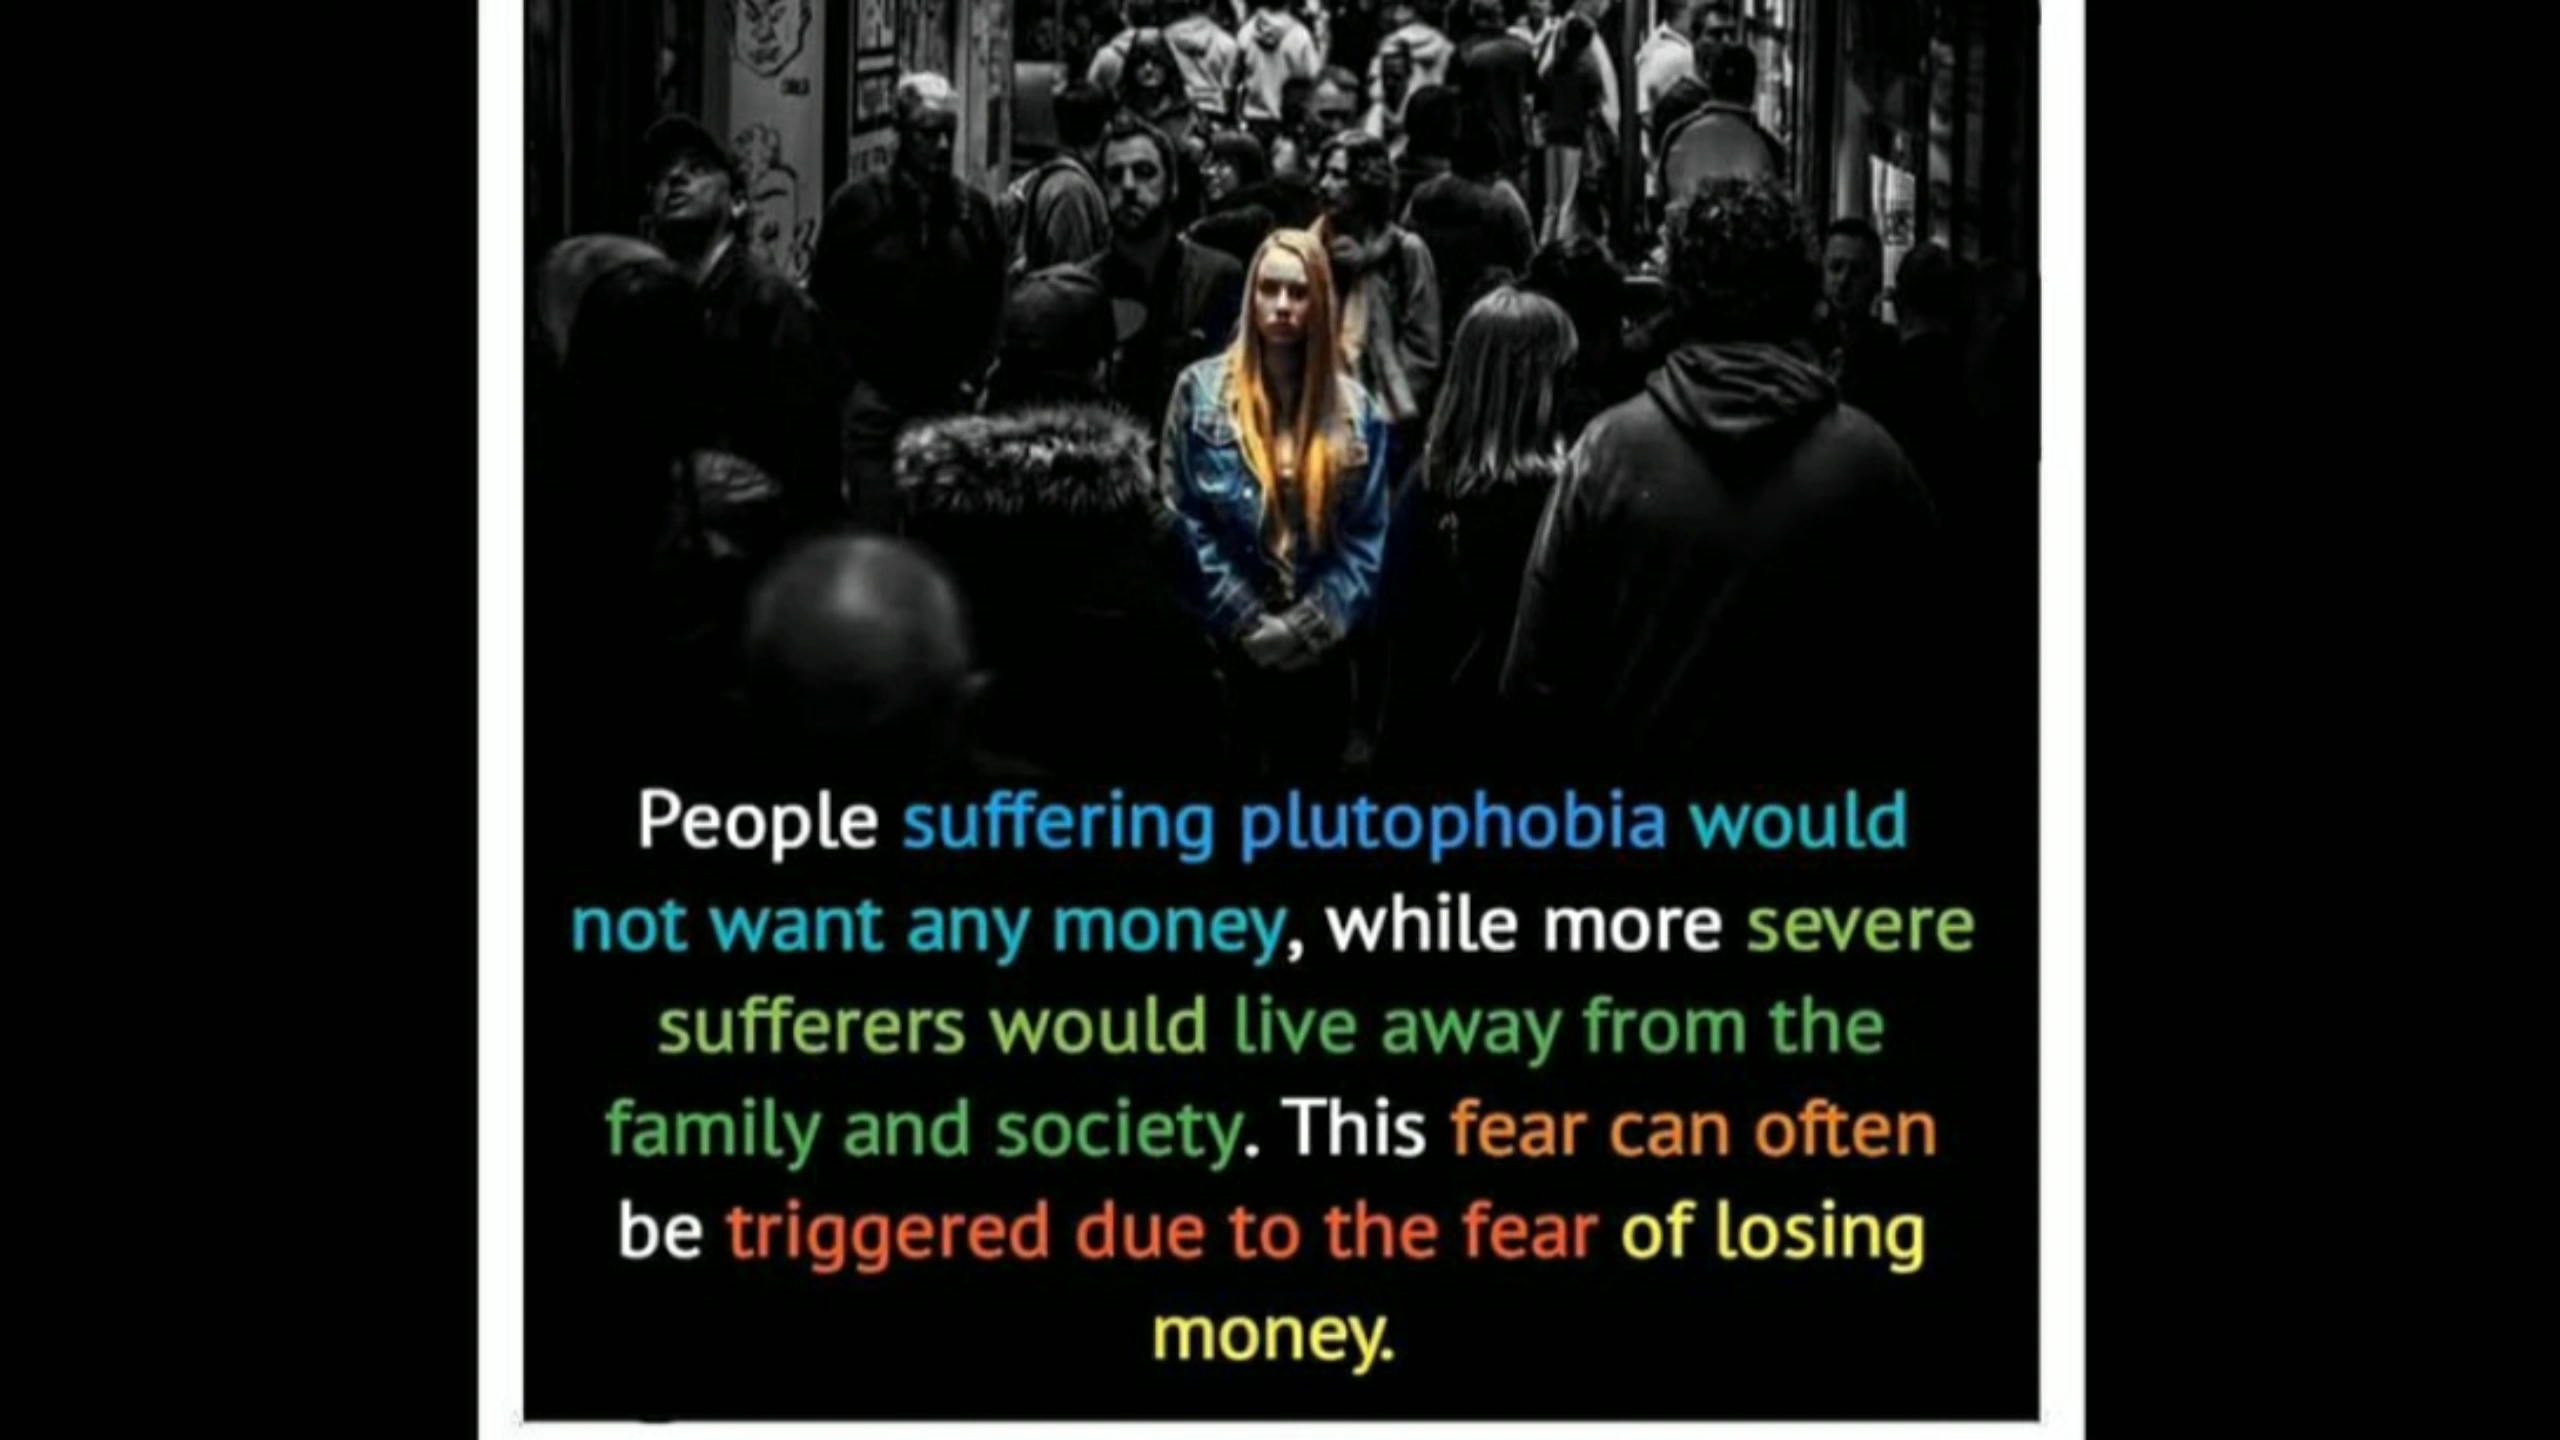 People suffering plutophobia would
not want any money, while more severe
sufferers would live away from the
family and society. This fear can often
be triggered due to the fear of losing
money.